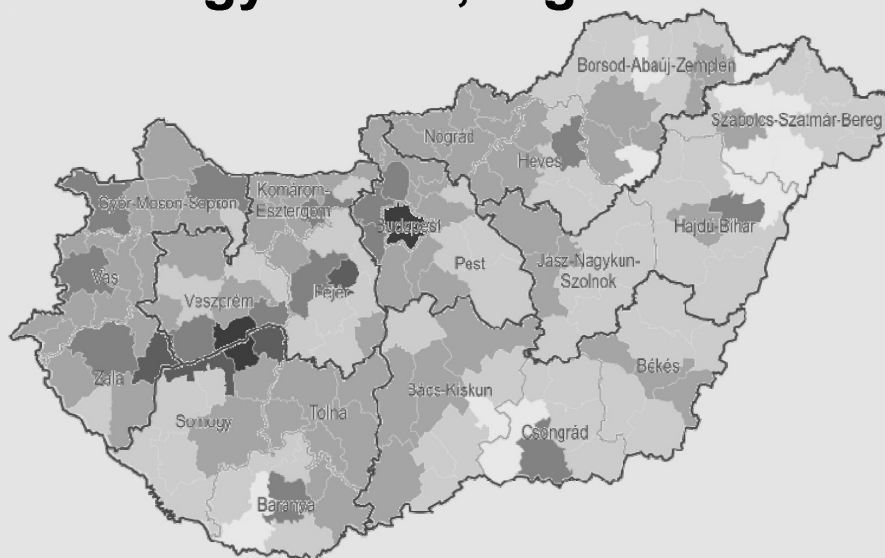 Borsod-Abaúj-Zemplén
Szabolcs-Szatmár-Bereg
Nógrád
Heves
Komárom-
Esztergom
Győr-Moson-Sopron
Budapest
Hajdú-Bihar
Pest
Jász-Nagykun-
Szolnok
Vas
Veszprém
Fejér
Zala
Békés
Bács-Kiskun
Somogy
Tolna
Csongrád
Baranya